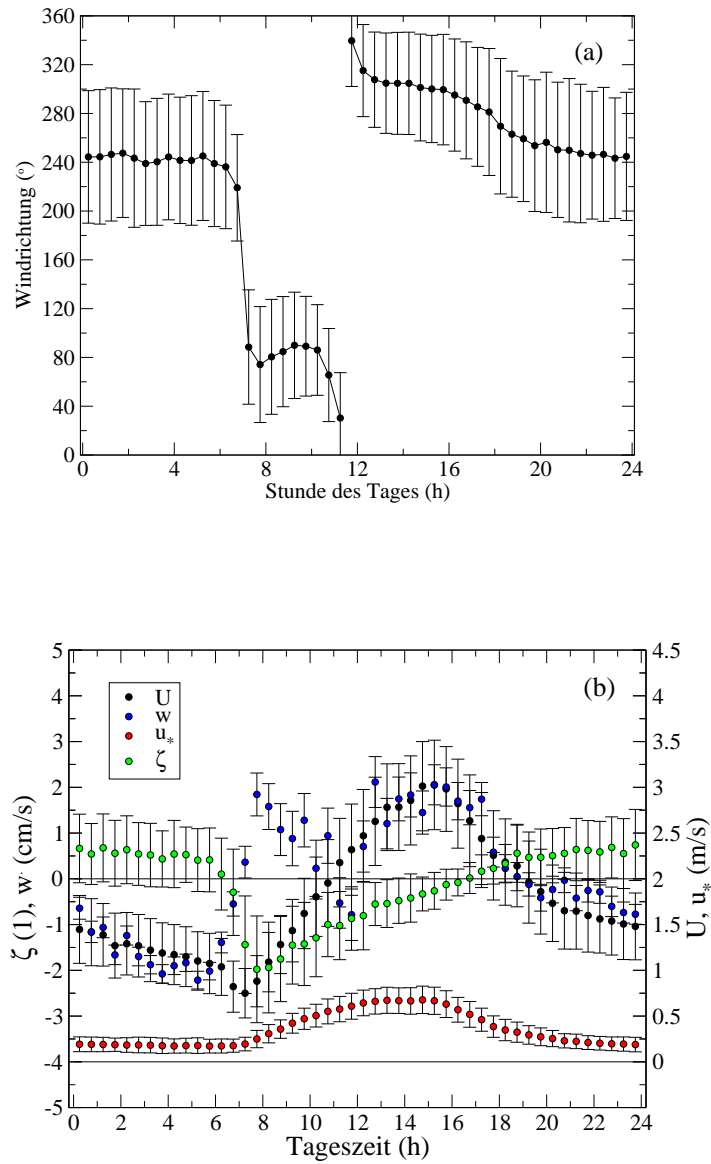 360
320
280
240
200
160
120
80
40
0
Windrichtung (°)
(a)
0 4 8 12 16 20 24
Stunde des Tages (h)
5
4
3
2
1
0
-1
-2
-3
-4
-5
ζ (1), w (cm/s)
U
w
u*
ζ
(b)
4.5
4
3.5
3
2.5
2
1.5
1
0.5
0
U, u* (m/s)
0 2 4 6 8 10 12 14 16 18 20 22 24
Tageszeit (h)